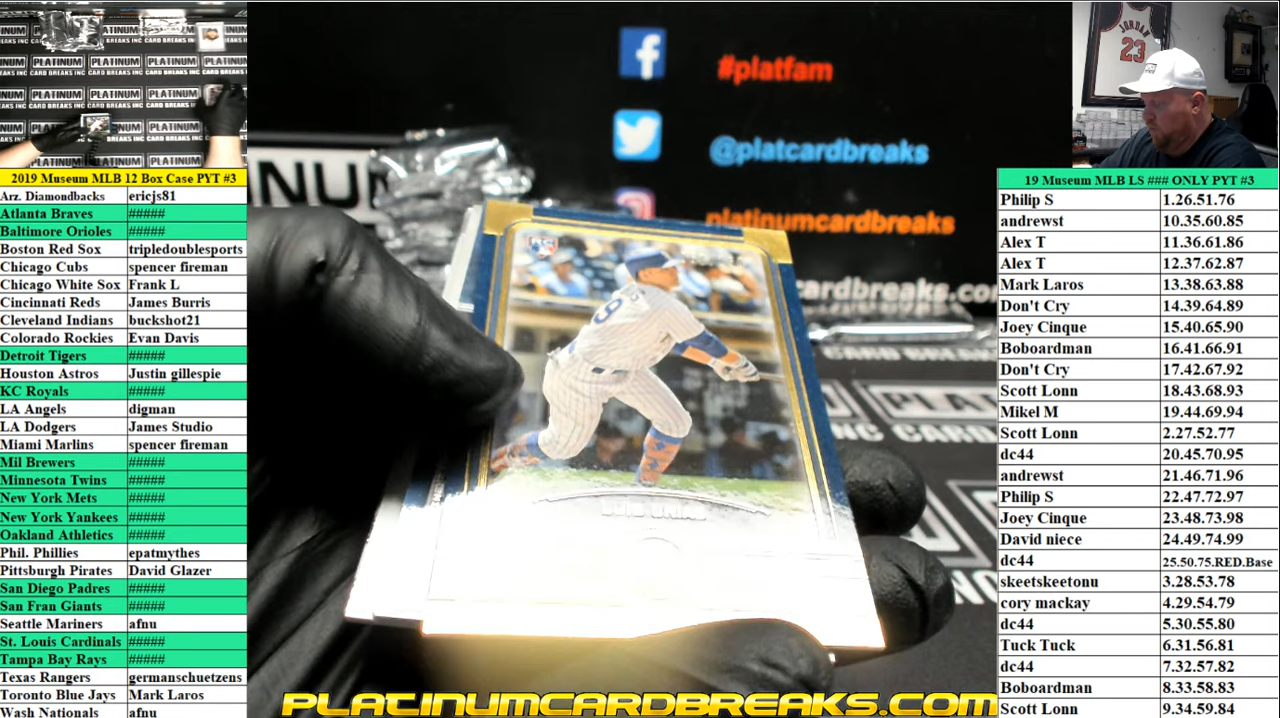 2019 Museum MLB 12 Box Case PYT #3
Arz. Diamondbacks ericjs81
Atlanta Braves #####
Baltimore Orioles #####
Boston Red Sox tripledoublesports
Chicago Cubs spencer fireman
Chicago White Sox Frank L
Cincinnati Reds James Burris
Cleveland Indians buckshot21
Colorado Rockies Evan Davis
Detroit Tigers #####
Houston Astros Justin gillespie
KC Royals #####
LA Angels digman
LA Dodgers James Studio
Miami Marlins spencer fireman
Mil Brewers #####
Minnesota Twins #####
New York Mets #####
New York Yankees #####
Oakland Athletics #####
Phil. Phillies epatmythes
Pittsburgh Pirates David Glazer
San Diego Padres #####
San Fran Giants #####
Seattle Mariners afnu
St. Louis Cardinals #####
Tampa Bay Rays #####
Texas Rangers germanschuetzens
Toronto Blue Jays Mark Laros
Wash Nationals afnu
#platfam
@platcardbreaks
platinumcardbreaks
cardbreaks.com
RC
9
LUIS URIAS
PLATINUMCARDBREAKS.COM
JORDAN
23
19 Museum MLB LS ### ONLY PYT #3
Philip S 1.26.51.76
andrewst 10.35.60.85
Alex T 11.36.61.86
Alex T 12.37.62.87
Mark Laros 13.38.63.88
Don't Cry 14.39.64.89
Joey Cinque 15.40.65.90
Boboardman 16.41.66.91
Don't Cry 17.42.67.92
Scott Lonn 18.43.68.93
Mikel M 19.44.69.94
Scott Lonn 2.27.52.77
dc44 20.45.70.95
andrewst 21.46.71.96
Philip S 22.47.72.97
Joey Cinque 23.48.73.98
David niece 24.49.74.99
dc44 25.50.75.RED.Base
skeetskeetonu 3.28.53.78
cory mackay 4.29.54.79
dc44 5.30.55.80
Tuck Tuck 6.31.56.81
dc44 7.32.57.82
Boboardman 8.33.58.83
Scott Lonn 9.34.59.84